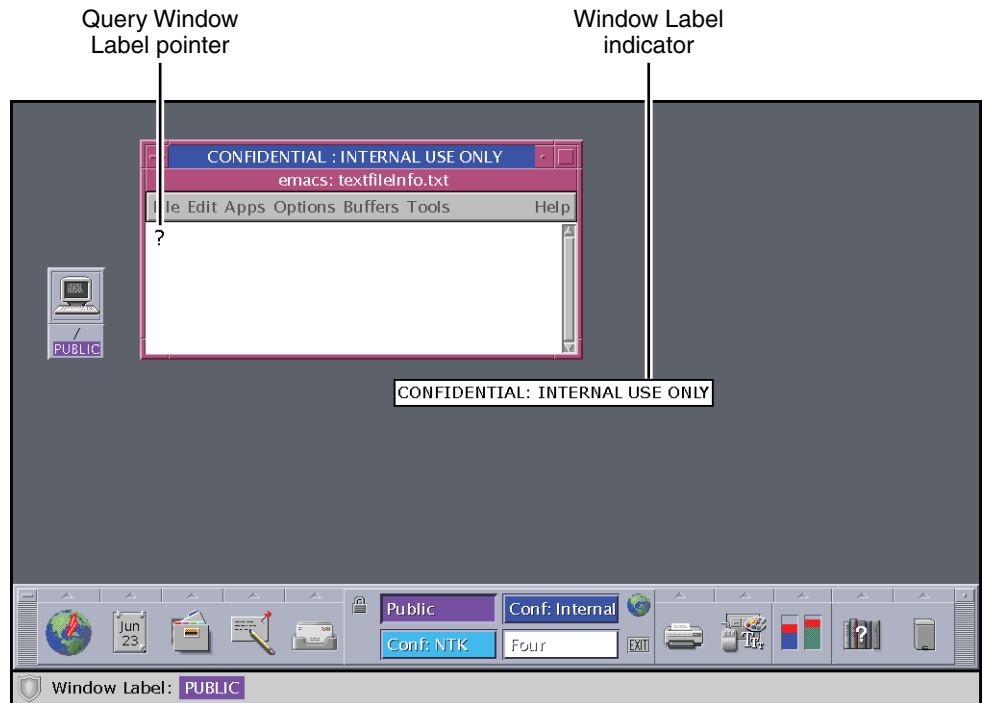 Query Window
Label pointer
Window Label
indicator
CONFIDENTIAL : INTERNAL USE ONLY
emacs: textfileInfo.txt
File Edit Apps Options Buffers Tools Help
?
/
PUBLIC
CONFIDENTIAL: INTERNAL USE ONLY
Public
Conf: Internal
Jun
23
Conf: NTK
Four
EXIT
?
Window Label: PUBLIC